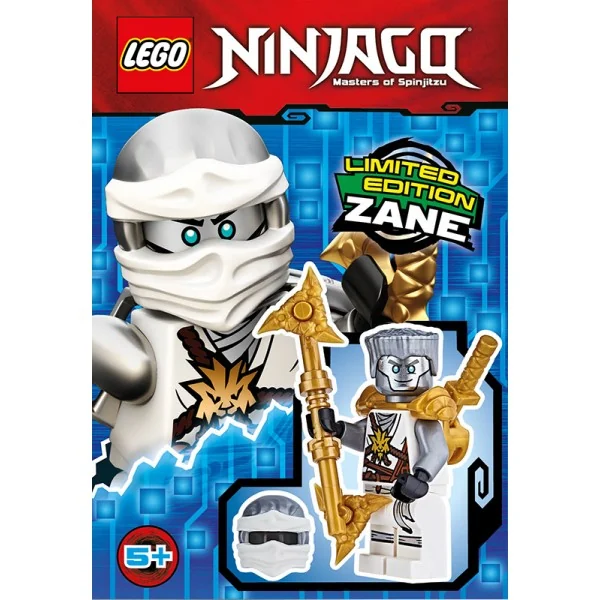 LEGO
NINJAGO
Masters of Spinjitzu
LIMITED
EDITION
ZANE
5+